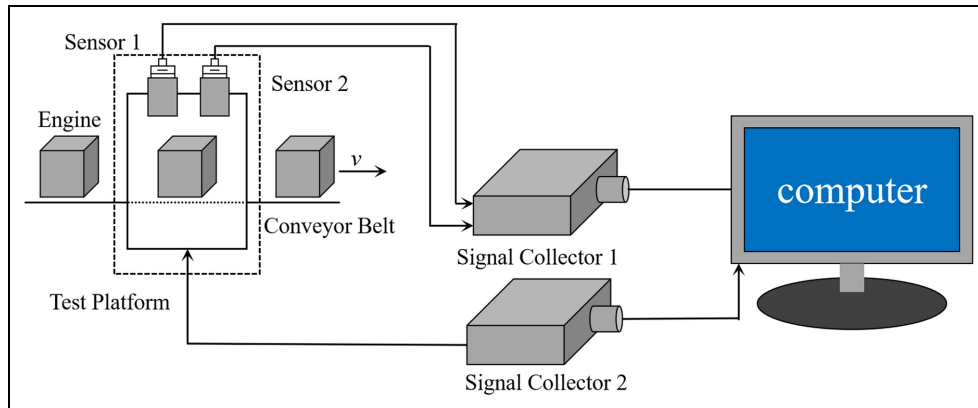 Sensor 1
Sensor 2
Engine
v
Conveyor Belt
Test Platform
Signal Collector 1
Signal Collector 2
computer